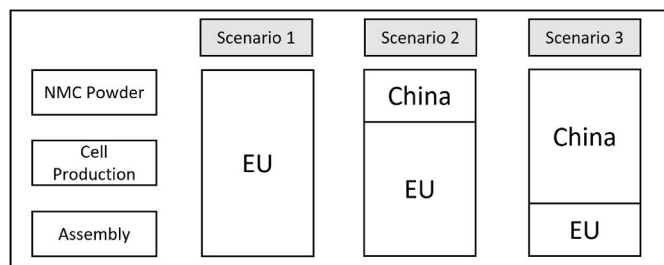 Scenario 1
Scenario 2
Scenario 3
NMC Powder
China
China
Cell
Production
EU
EU
Assembly
EU